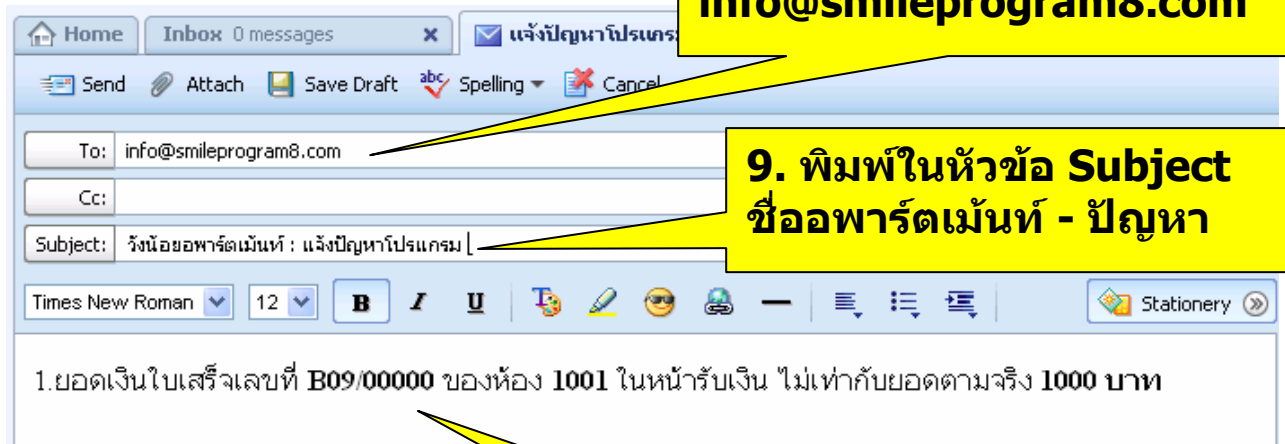 info@smileprogram8.com
Home Inbox 0 messages แจ้งปัญหาโปรแกร
Send Attach Save Draft abc Spelling Cancel
To: info@smileprogram8.com
9. พิมพ์ในหัวข้อ Subject
ชื่ออพาร์ตเม้นท์ - ปัญหา
Cc:
Subject: วังน้อยอพาร์ตเม้นท์ : แจ้งปัญหาโปรแกรม
Times New Roman 12 B I U Stationery
1.ยอดเงินใบเสร็จเลขที่ B09/00000 ของห้อง 1001 ในหน้ารับเงิน ไม่เท่ากับยอดตามจริง 1000 บาท